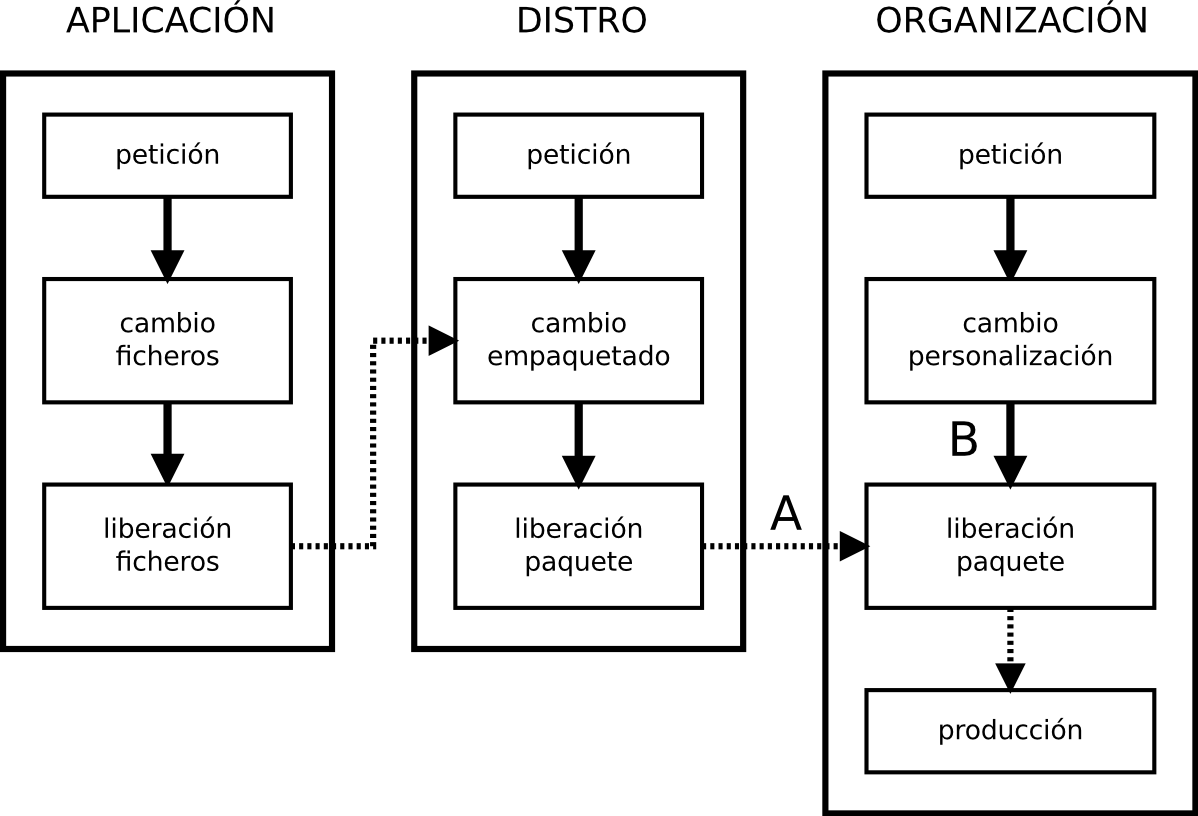 APLICACIÓN
petición
cambio
ficheros
liberación
ficheros
DISTRO
petición
cambio
empaquetado
liberación
paquete
A
ORGANIZACIÓN
petición
cambio
personalización
B
liberación
paquete
producción